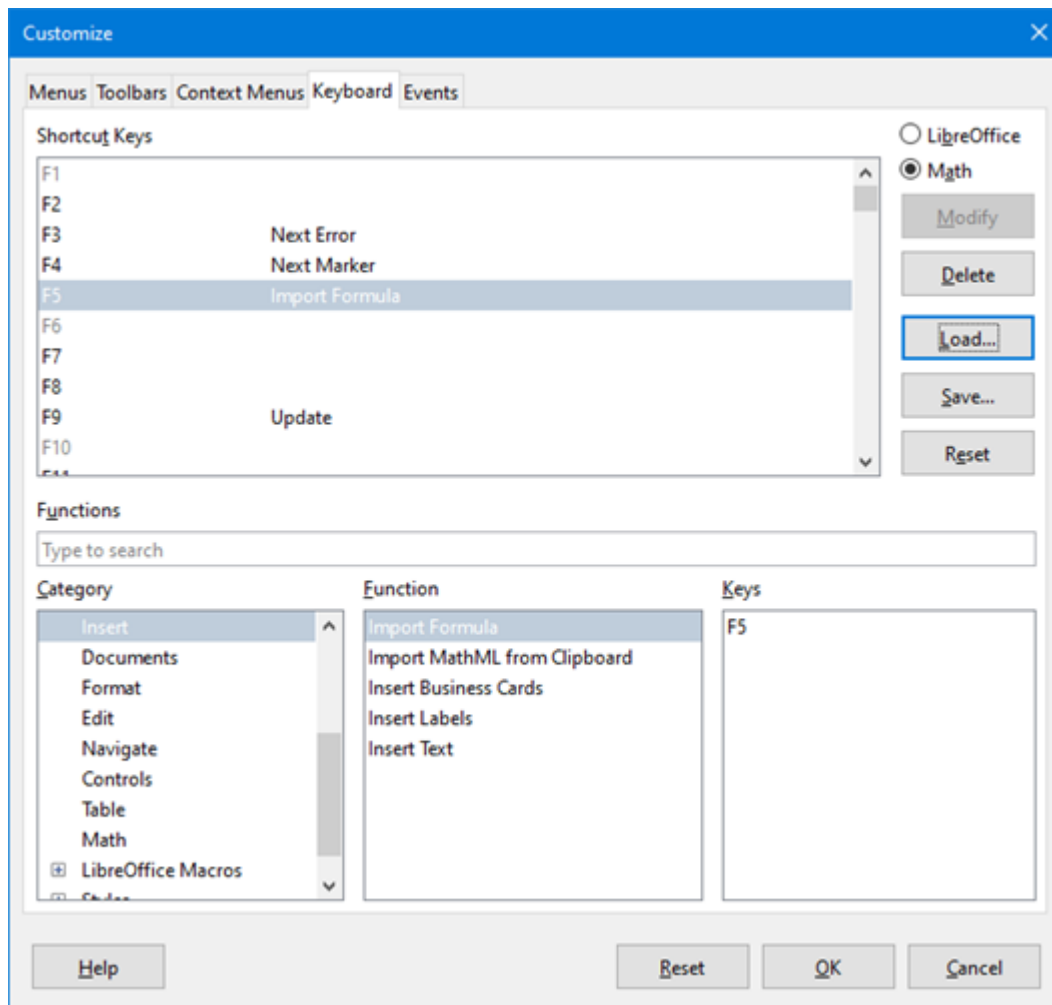 Customize
Menus Toolbars Context Menus Keyboard Events
Shortcut Keys
LibreOffice
Math
F1
F2
F3 Next Error
F4 Next Marker
F5 Import Formula
F6
F7
F8
F9 Update
F10
F11
Modify
Delete
Load...
Save...
Reset
Functions
Type to search
Category
Insert
Documents
Format
Edit
Navigate
Controls
Table
Math
LibreOffice Macros
Styles
Function
Import Formula
Import MathML from Clipboard
Insert Business Cards
Insert Labels
Insert Text
Keys
F5
Help Reset OK Cancel